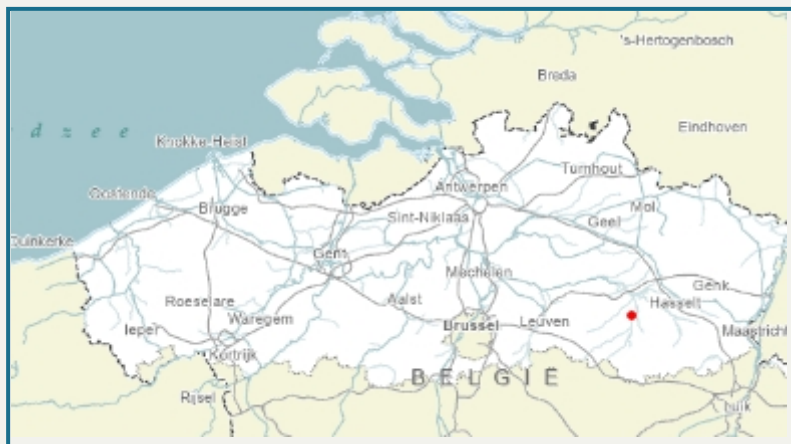 's-Hertogenbosch
Breda
Eindhoven
d z e e
Knokke-Heist
Turnhout
Antwerpen
Oostende
Brugge
Sint-Niklaas
Geel
Mol
Duinkerke
Gent
Mechelen
Genk
Roeselare
Aalst
Hasselt
Ieper
Waregem
Brussel
Leuven
Maastricht
Kortrijk
BELGIË
Rijsel
Luik